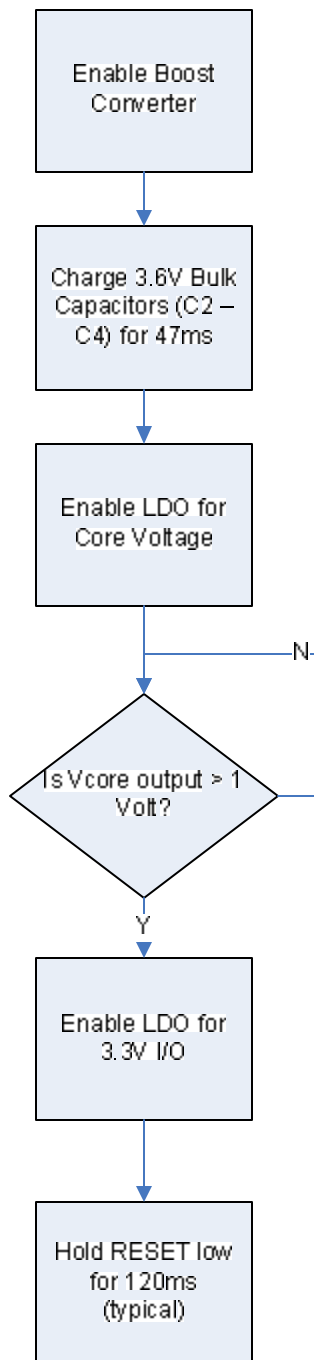 Enable Boost
Converter
Charge 3.6V Bulk
Capacitors (C2 –
C4) for 47ms
Enable LDO for
Core Voltage
N
Is Vcore output > 1
Volt?
Y
Enable LDO for
3.3V I/O
Hold RESET low
for 120ms
(typical)